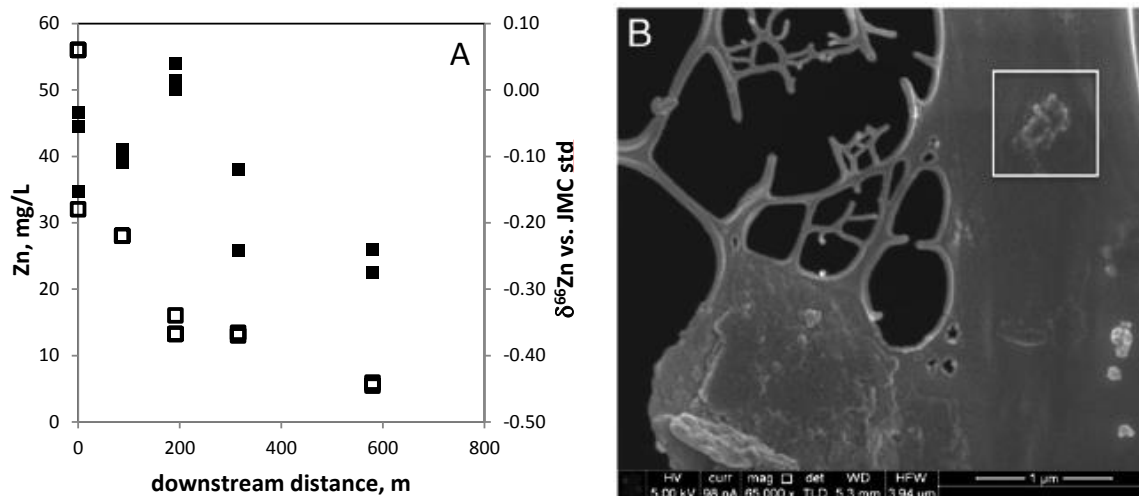 A
60
50
40
30
20
10
0
Zn, mg/L
0.10
0.00
-0.10
-0.20
-0.30
-0.40
-0.50
δ⁶⁶Zn vs. JMC std
0 200 400 600 800
downstream distance, m
B
HV curr mag det WD HFW
5.00 kV 98 pA 65 000 x TLD 5.3 mm 3.94 µm
1 µm